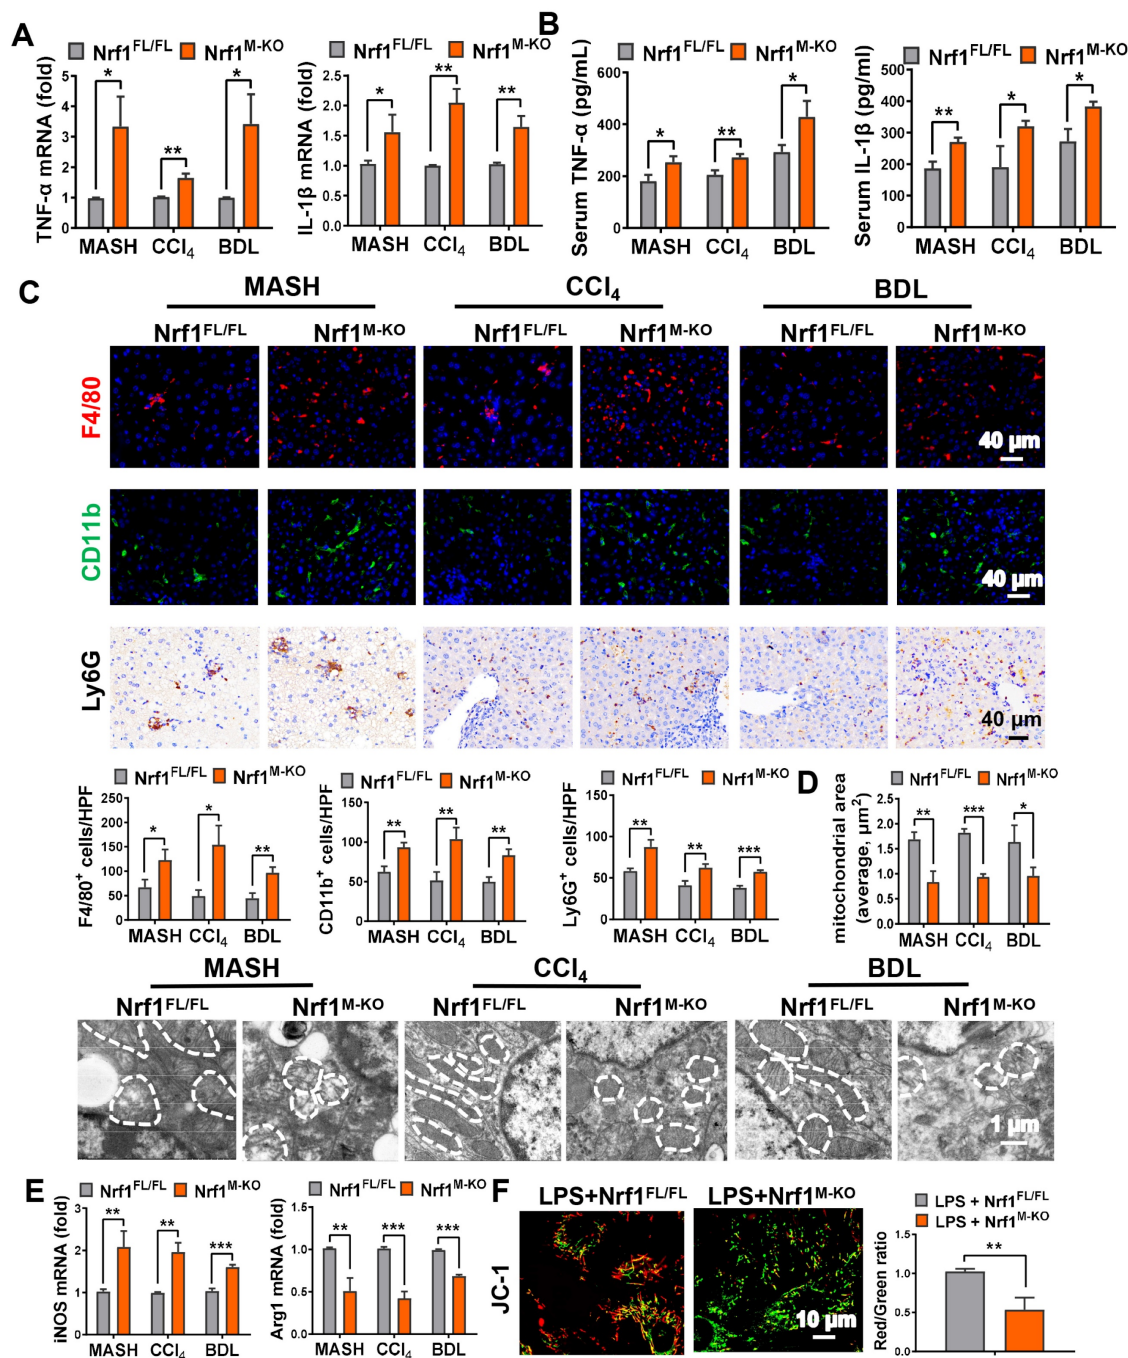 A
Nrf1FL/FL Nrf1M-KO
TNF-α mRNA (fold)
5
4
3
2
1
0
* ** *
MASH CCl4 BDL
Nrf1FL/FL Nrf1M-KO
IL-1β mRNA (fold)
2.5
2.0
1.5
1.0
0.5
0.0
* ** **
MASH CCl4 BDL
B
Nrf1FL/FL Nrf1M-KO
Serum TNF-α (pg/mL)
600
400
200
0
* ** *
MASH CCl4 BDL
Nrf1FL/FL Nrf1M-KO
Serum IL-1β (pg/ml)
500
400
300
200
100
0
** * *
MASH CCl4 BDL
C
MASH CCl4 BDL
Nrf1FL/FL Nrf1M-KO Nrf1FL/FL Nrf1M-KO Nrf1FL/FL Nrf1M-KO
F4/80
40 μm
CD11b
40 μm
Ly6G
40 μm
Nrf1FL/FL Nrf1M-KO
F4/80+ cells/HPF
250
200
150
100
50
0
* * **
MASH CCl4 BDL
Nrf1FL/FL Nrf1M-KO
CD11b+ cells/HPF
150
100
50
0
** ** **
MASH CCl4 BDL
Nrf1FL/FL Nrf1M-KO
Ly6G+ cells/HPF
150
100
50
0
** ** ***
MASH CCl4 BDL
D
Nrf1FL/FL Nrf1M-KO
mitochondrial area
(average, μm2)
2.5
2.0
1.5
1.0
0.5
0.0
** *** *
MASH CCl4 BDL
MASH CCl4 BDL
Nrf1FL/FL Nrf1M-KO Nrf1FL/FL Nrf1M-KO Nrf1FL/FL Nrf1M-KO
1 μm
E
Nrf1FL/FL Nrf1M-KO
iNOS mRNA (fold)
3
2
1
0
** ** ***
MASH CCl4 BDL
Nrf1FL/FL Nrf1M-KO
Arg1 mRNA (fold)
1.5
1.0
0.5
0.0
** *** ***
MASH CCl4 BDL
F
LPS+Nrf1FL/FL LPS+Nrf1M-KO
JC-1
10 μm
LPS + Nrf1FL/FL
LPS + Nrf1M-KO
Red/Green ratio
1.5
1.0
0.5
0.0
**